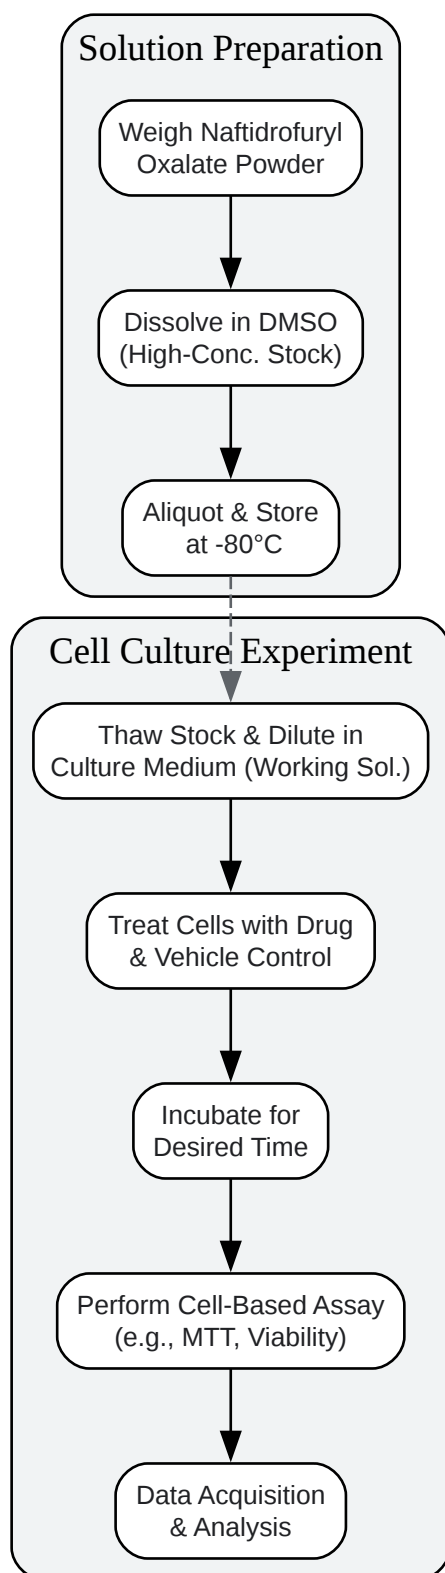 Solution Preparation
Weigh Naftidrofuryl
Oxalate Powder
Dissolve in DMSO
(High-Conc. Stock)
Aliquot & Store
at -80°C
Cell Culture Experiment
Thaw Stock & Dilute in
Culture Medium (Working Sol.)
Treat Cells with Drug
& Vehicle Control
Incubate for
Desired Time
Perform Cell-Based Assay
(e.g., MTT, Viability)
Data Acquisition
& Analysis